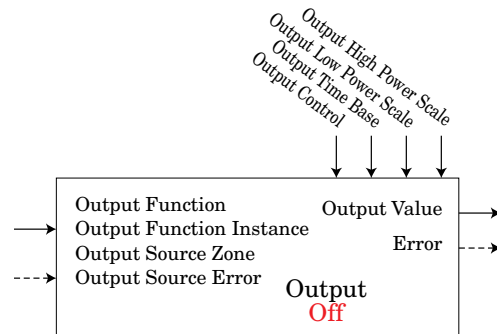 Output High Power Scale
Output Low Power Scale
Output Time Base
Output Control
Output Function
Output Function Instance
Output Source Zone
Output Source Error
Output Value
Error
Output
Off